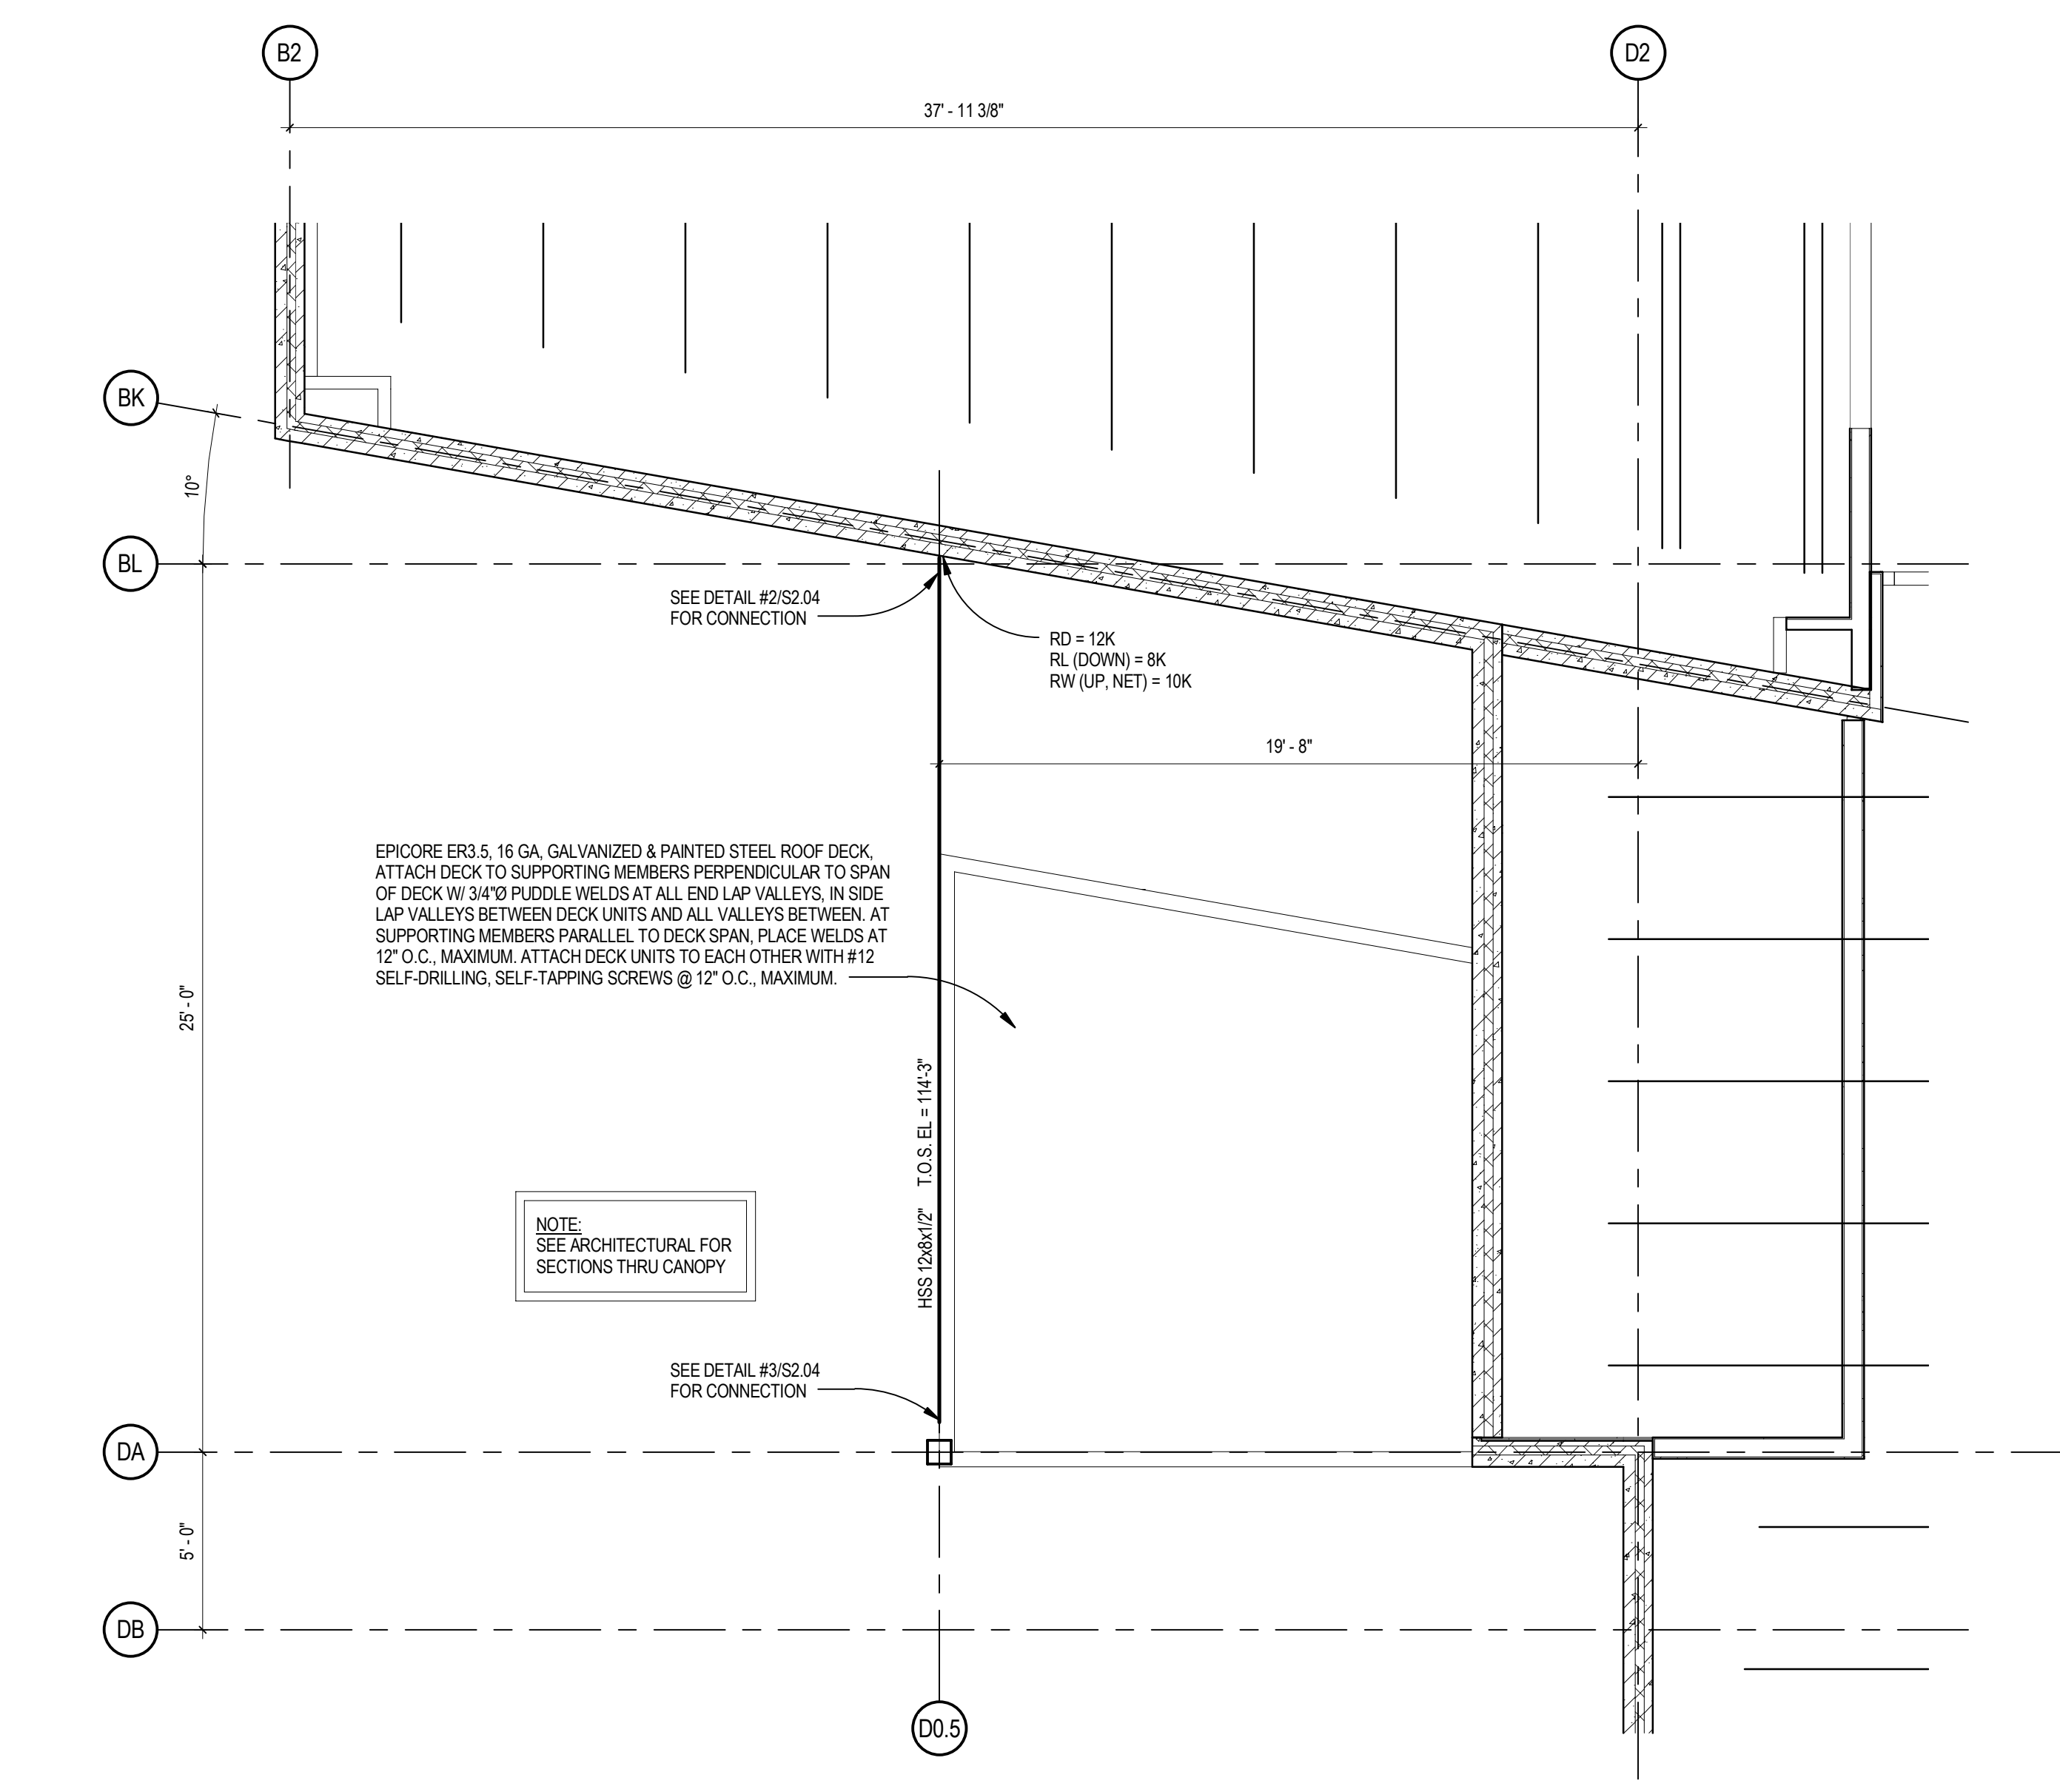 B2
D2
37' - 11 3/8"
BK
10°
BL
SEE DETAIL #2/S2.04
FOR CONNECTION
RD = 12K
RL (DOWN) = 8K
RW (UP, NET) = 10K
19' - 8"
EPICORE ER3.5, 16 GA, GALVANIZED & PAINTED STEEL ROOF DECK,
ATTACH DECK TO SUPPORTING MEMBERS PERPENDICULAR TO SPAN
OF DECK W/ 3/4"Ø PUDDLE WELDS AT ALL END LAP VALLEYS, IN SIDE
LAP VALLEYS BETWEEN DECK UNITS AND ALL VALLEYS BETWEEN. AT
SUPPORTING MEMBERS PARALLEL TO DECK SPAN, PLACE WELDS AT
12" O.C., MAXIMUM. ATTACH DECK UNITS TO EACH OTHER WITH #12
SELF-DRILLING, SELF-TAPPING SCREWS @ 12" O.C., MAXIMUM.
25' - 0"
HSS 12x8x1/2" T.O.S. EL = 114'-3"
NOTE:
SEE ARCHITECTURAL FOR
SECTIONS THRU CANOPY
SEE DETAIL #3/S2.04
FOR CONNECTION
DA
5' - 0"
DB
D0.5